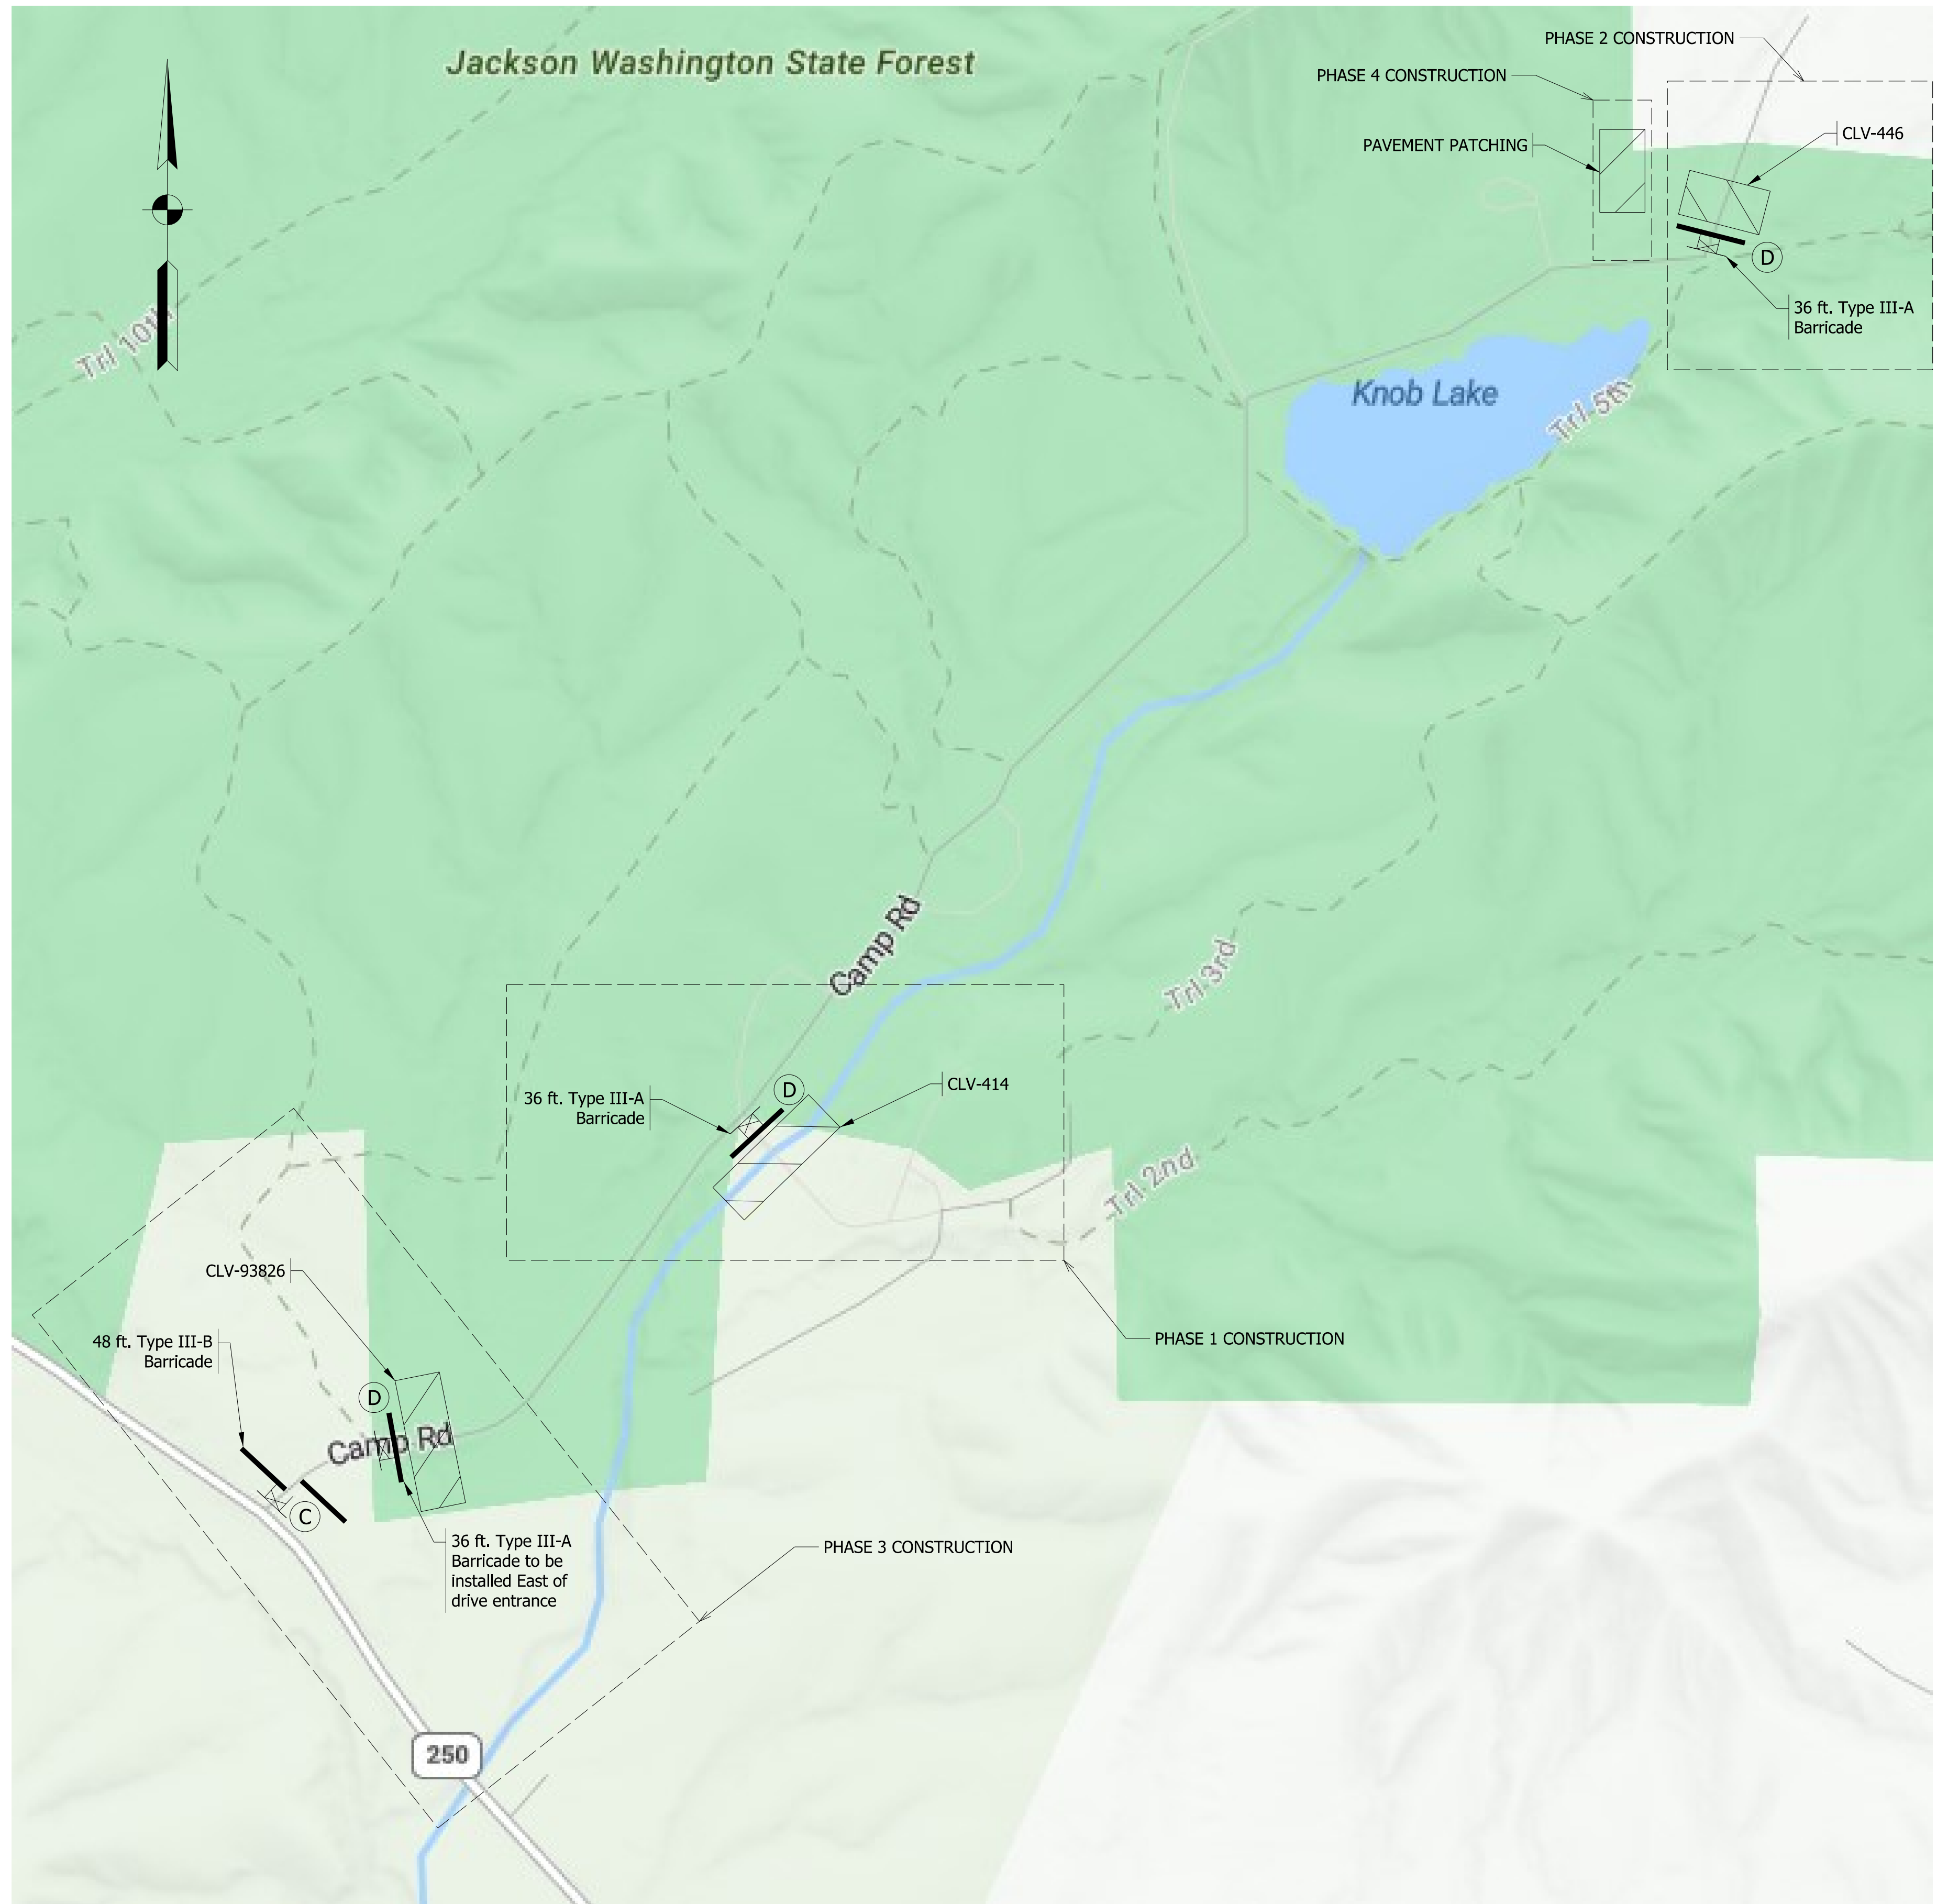 Jackson Washington State Forest
PHASE 2 CONSTRUCTION
PHASE 4 CONSTRUCTION
PAVEMENT PATCHING
CLV-446
D
36 ft. Type III-A
Barricade
Trl 10th
Knob Lake
Trl 5th
Camp Rd
Trl 3rd
D
CLV-414
36 ft. Type III-A
Barricade
Trl 2nd
CLV-93826
48 ft. Type III-B
Barricade
PHASE 1 CONSTRUCTION
D
Camp Rd
C
36 ft. Type III-A
Barricade to be
installed East of
drive entrance
PHASE 3 CONSTRUCTION
250